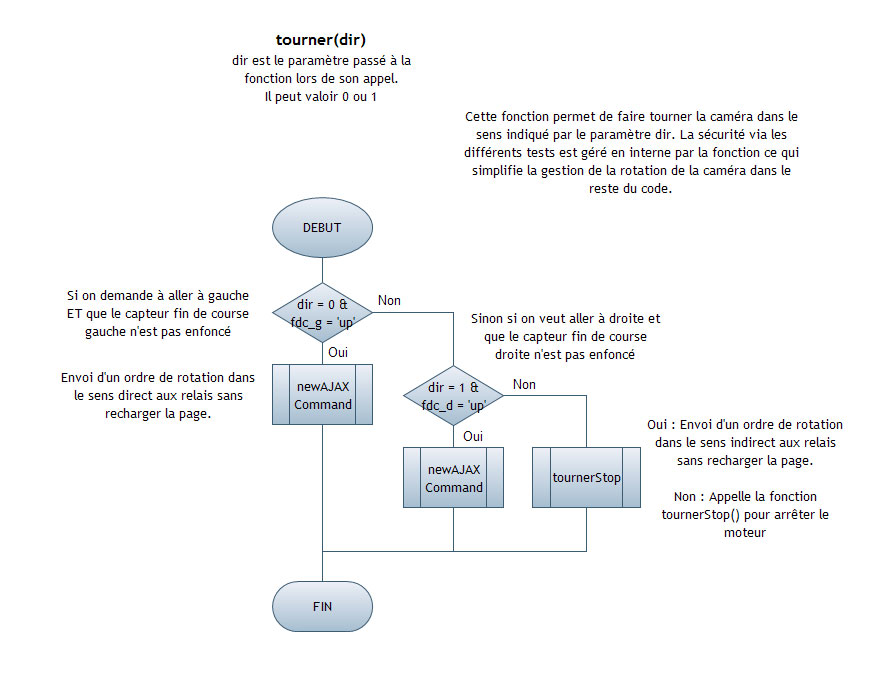 tourner(dir)
dir est le paramètre passé à la
fonction lors de son appel.
Il peut valoir 0 ou 1
Cette fonction permet de faire tourner la caméra dans le
sens indiqué par le paramètre dir. La sécurité via les
différents tests est géré en interne par la fonction ce qui
simplifie la gestion de la rotation de la caméra dans le
reste du code.
DEBUT
Si on demande à aller à gauche
ET que le capteur fin de course
gauche n'est pas enfoncé
dir = 0 &
fdc_g = 'up'
Non
Oui
Sinon si on veut aller à droite et
que le capteur fin de course
droite n'est pas enfoncé
Envoi d'un ordre de rotation dans
le sens direct aux relais sans
recharger la page.
newAJAX
Command
dir = 1 &
fdc_d = 'up'
Non
Oui
newAJAX
Command
tournerStop
Oui : Envoi d'un ordre de rotation
dans le sens indirect aux relais
sans recharger la page.
Non : Appelle la fonction
tournerStop() pour arrêter le
moteur
FIN